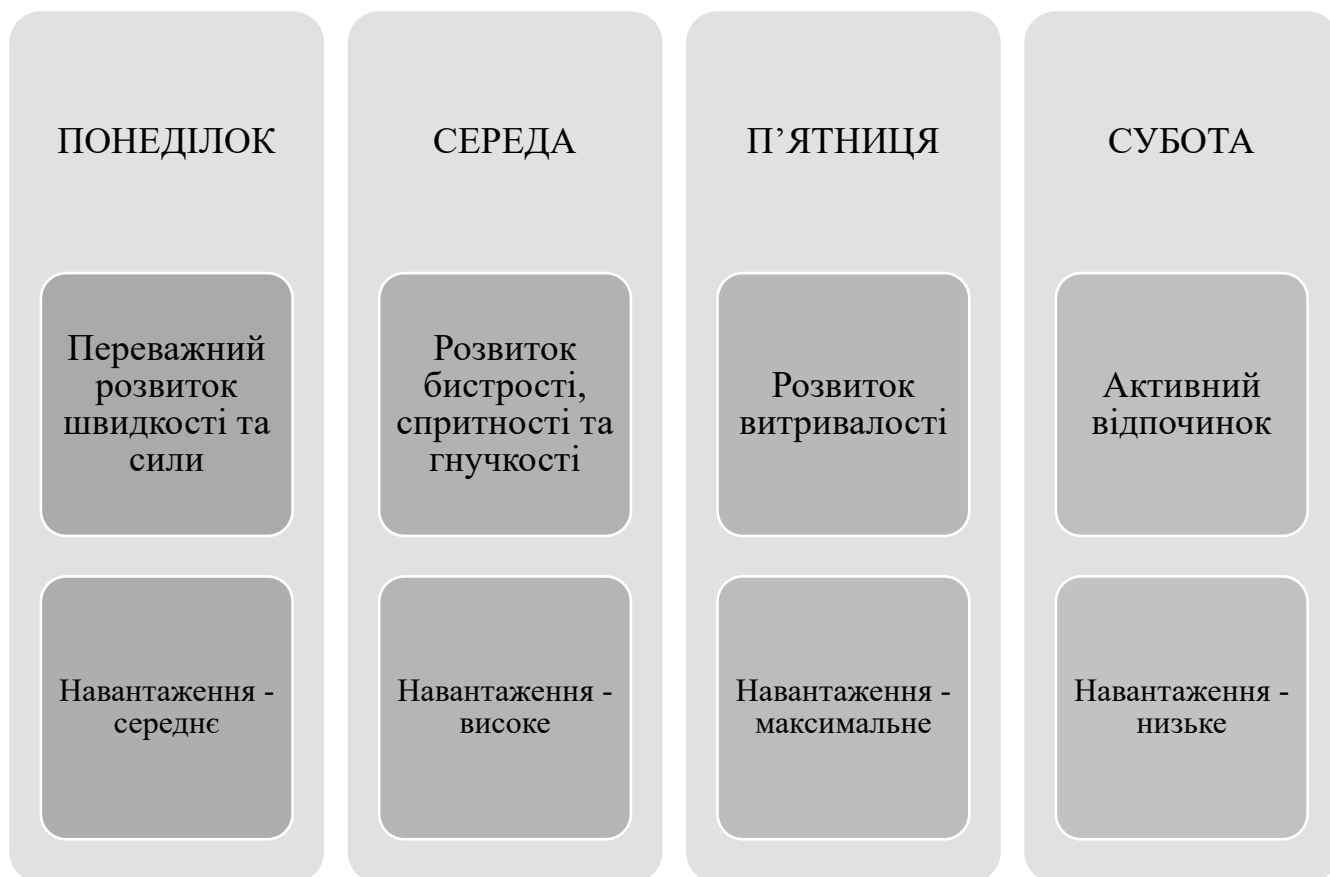 ПОНЕДІЛОК
Переважний
розвиток
швидкості та
сили
Навантаження -
середнє
СЕРЕДА
Розвиток
бистрості,
спритності та
гнучкості
Навантаження -
високе
П’ЯТНИЦЯ
Розвиток
витривалості
Навантаження -
максимальне
СУБОТА
Активний
відпочинок
Навантаження -
низьке